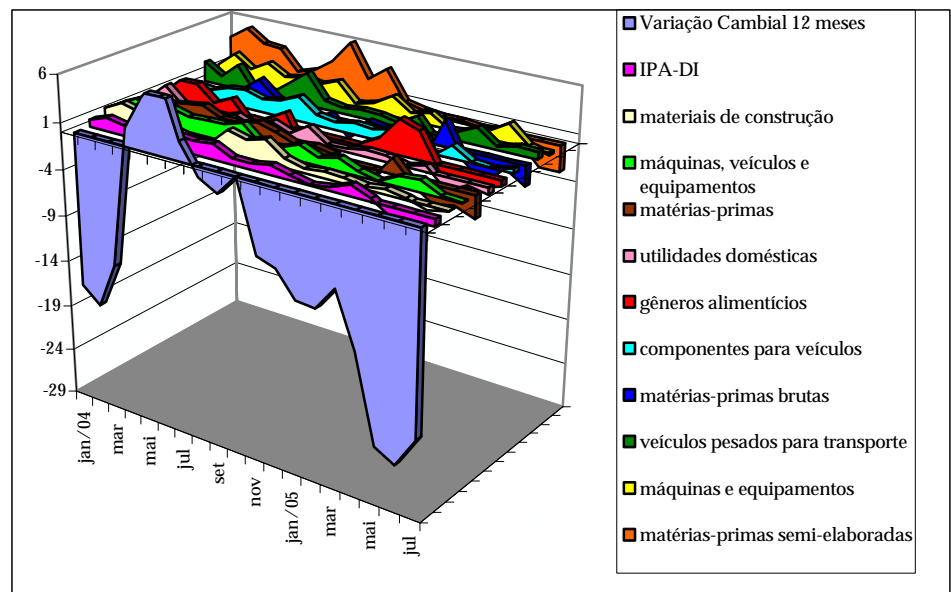 6
1
-4
-9
-14
-19
-24
-29
jan/04
mar
mai
jul
set
nov
jan/05
mar
mai
jul
Variação Cambial 12 meses
IPA-DI
materiais de construção
máquinas, veículos e
equipamentos
matérias-primas
utilidades domésticas
gêneros alimentícios
componentes para veículos
matérias-primas brutas
veículos pesados para transporte
máquinas e equipamentos
matérias-primas semi-elaboradas